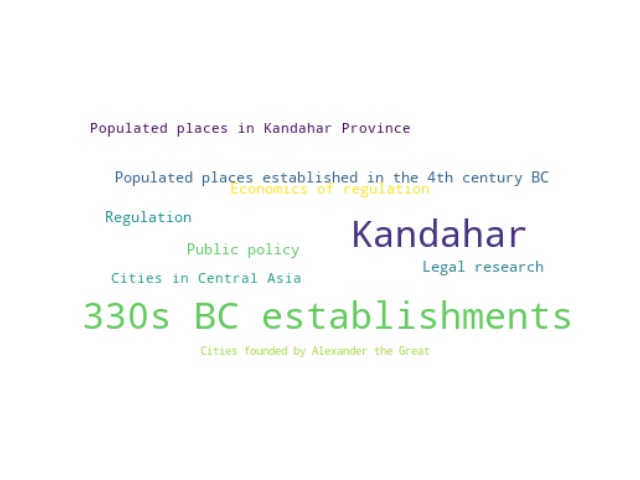 Populated places in Kandahar Province
Populated places established in the 4th century BC
Economics of regulation
Regulation
Kandahar
Public policy
Legal research
Cities in Central Asia
330s BC establishments
Cities founded by Alexander the Great